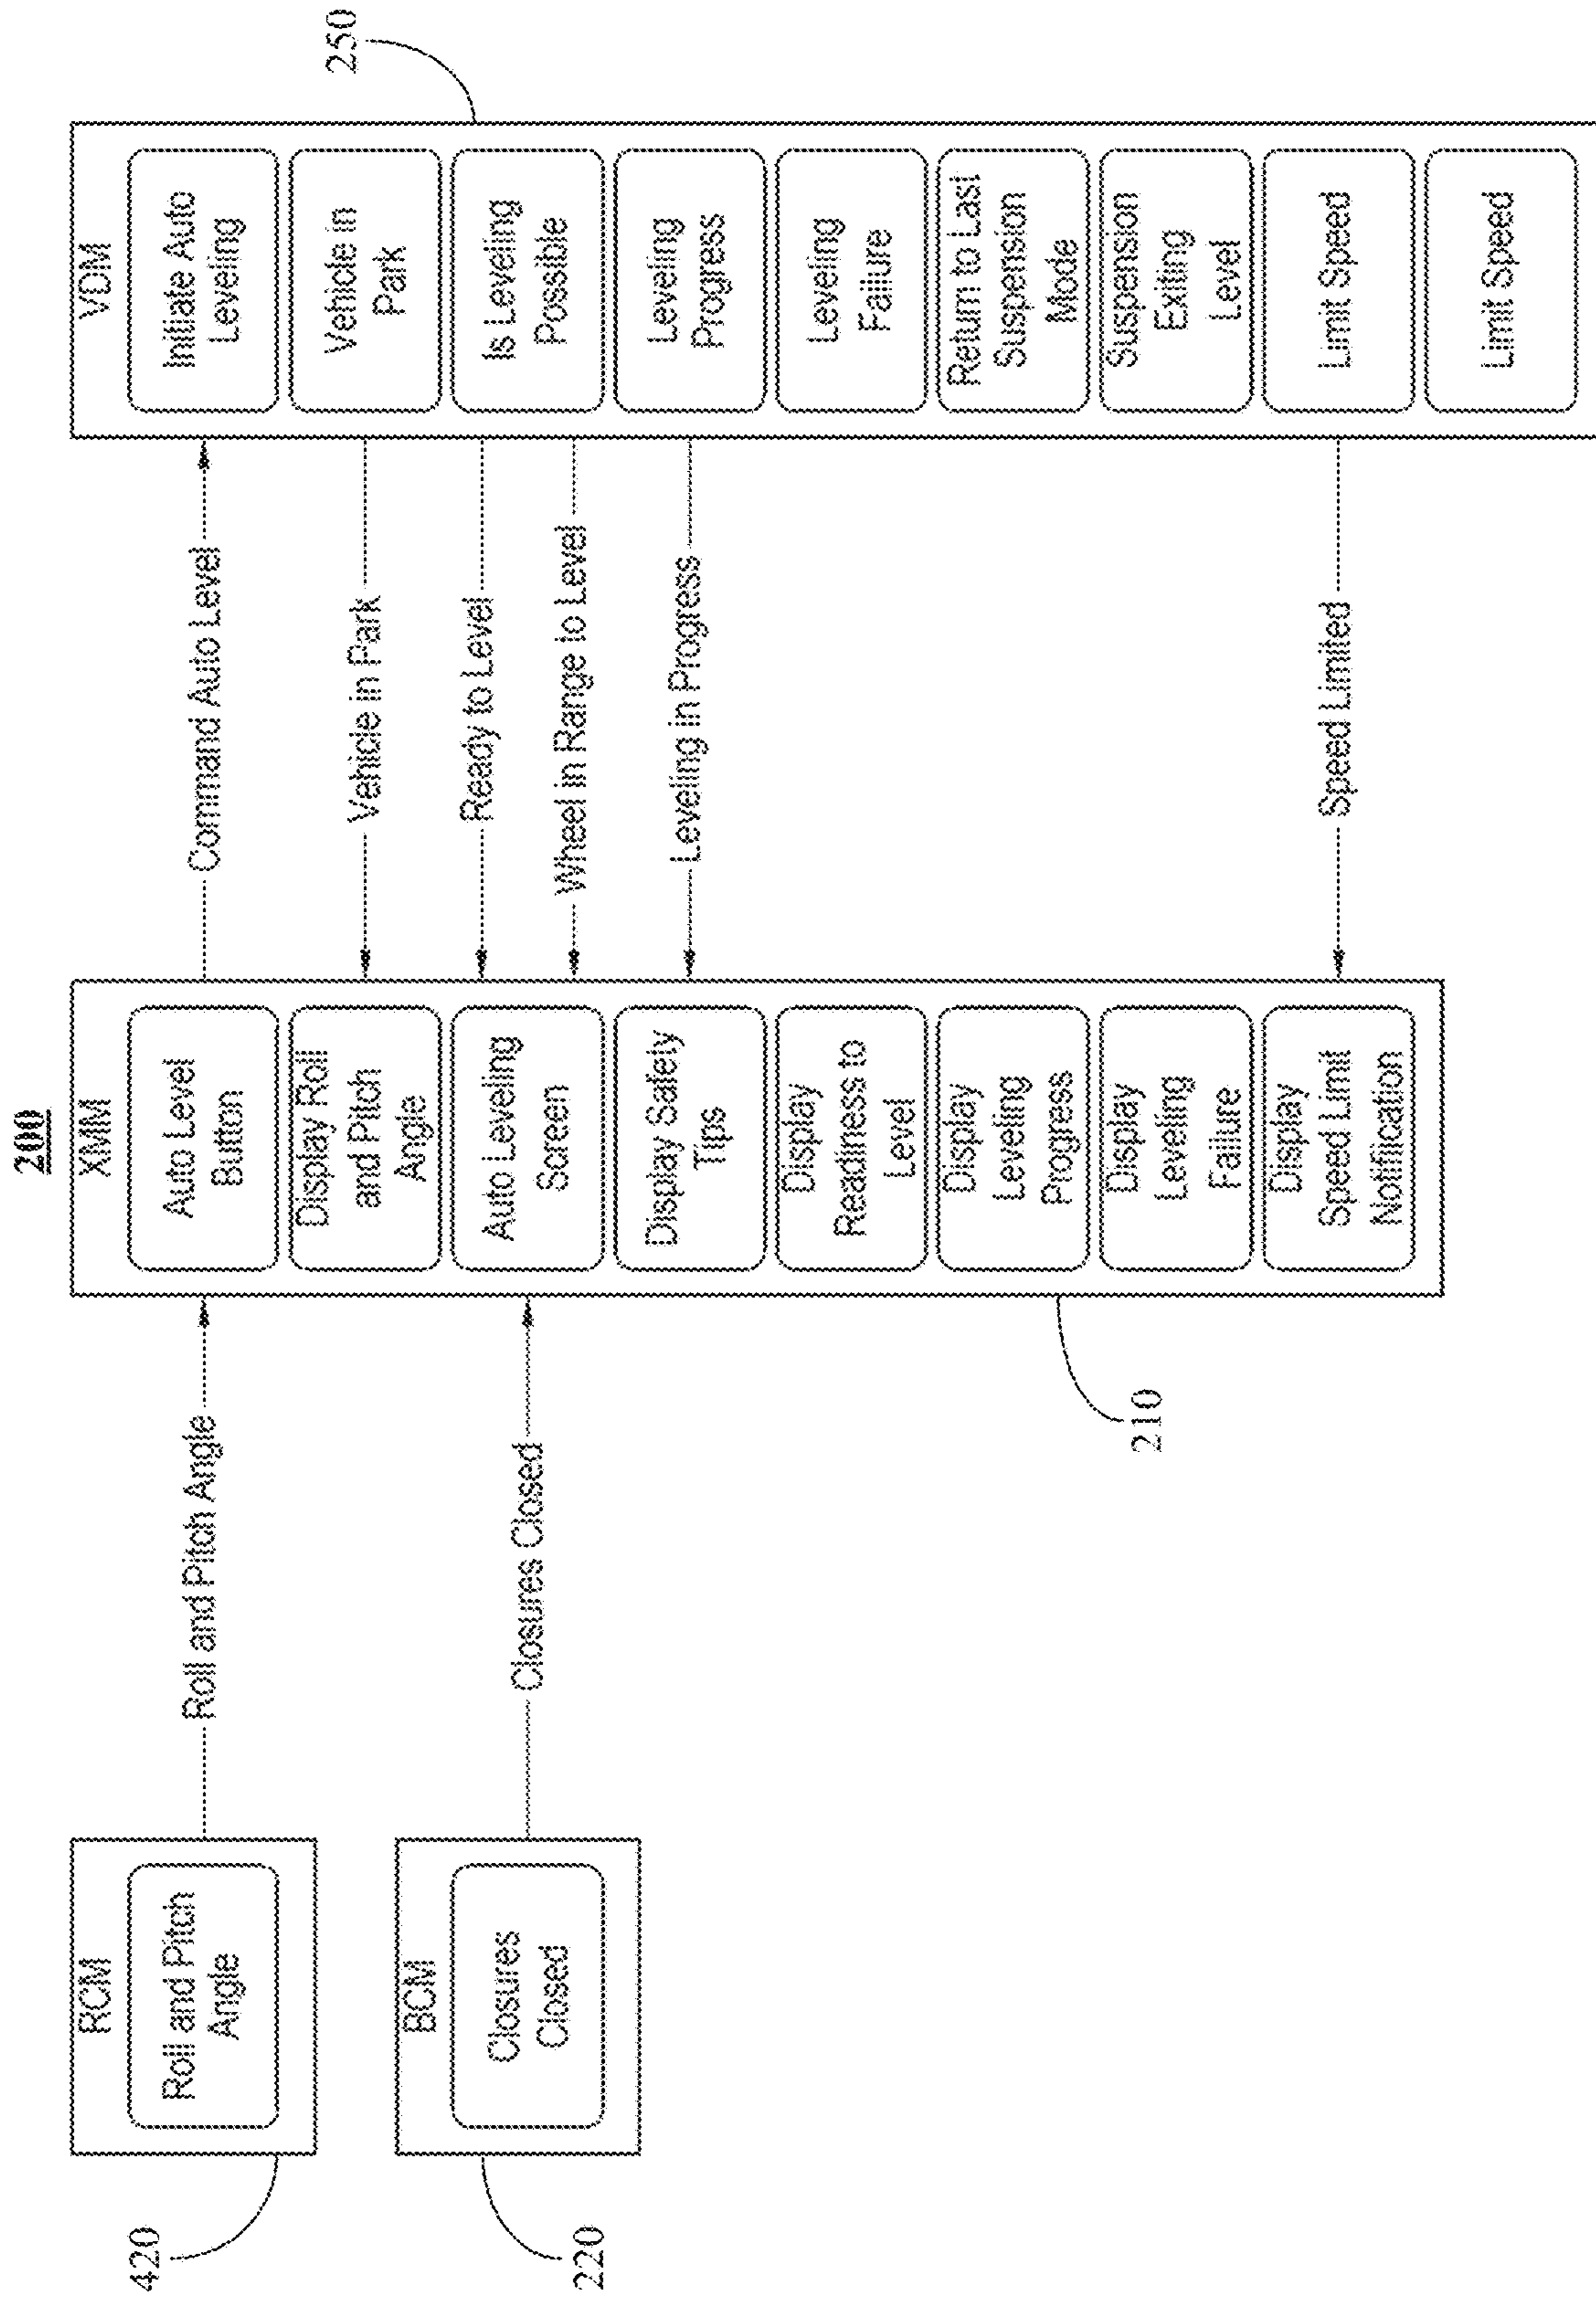 200
RCM
Roll and Pitch
Angle
420
BCM
Closures
Closed
220
Roll and Pitch Angle
Closures Closed
XMM
Auto Level
Button
Display Roll
and Pitch
Angle
Auto Leveling
Screen
Display Safety
Tips
Display
Readiness to
Level
Display
Leveling
Progress
Display
Leveling
Failure
Display
Speed Limit
Notification
210
Command Auto Level
Vehicle in Park
Ready to Level
Wheel in Range to Level
Leveling in Progress
Speed Limited
VDM
Initiate Auto
Leveling
Vehicle in
Park
Is Leveling
Possible
Leveling
Progress
Leveling
Failure
Return to Last
Suspension
Mode
Suspension
Exiting
Level
Limit Speed
Limit Speed
250